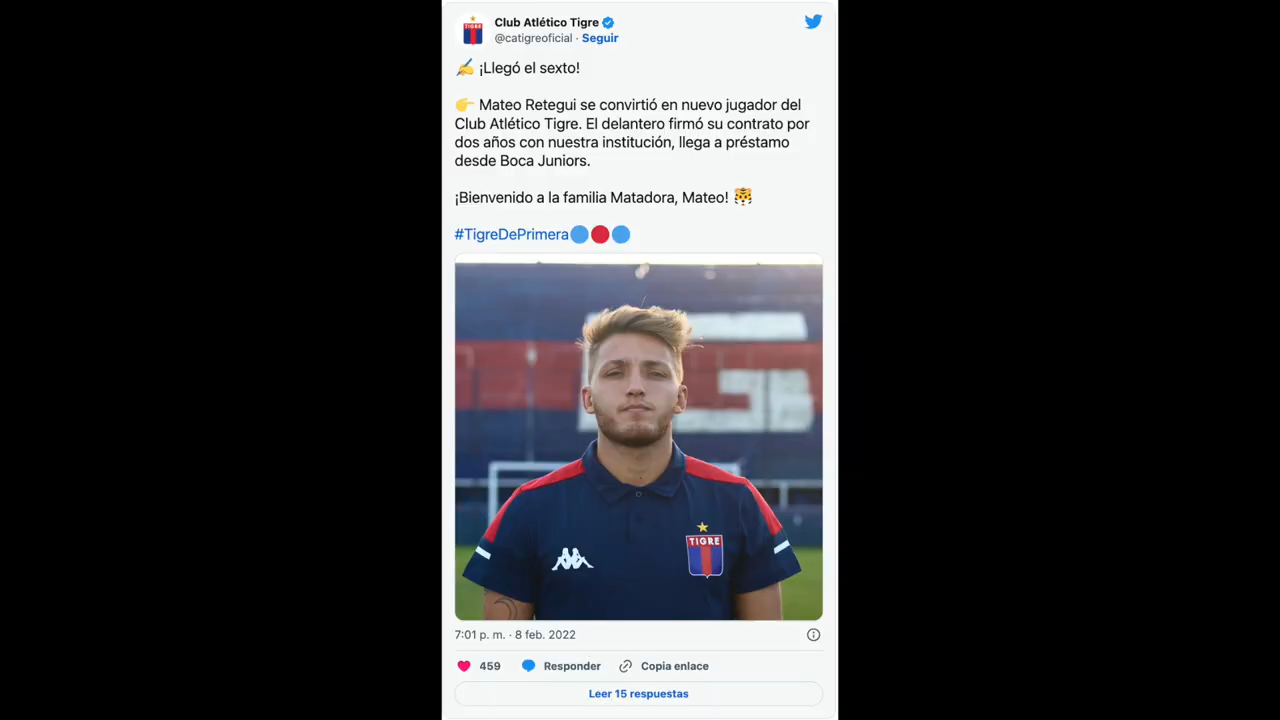 Club Atlético Tigre
@catigreoficial · Seguir
✍️ ¡Llegó el sexto!
👉 Mateo Retegui se convirtió en nuevo jugador del
Club Atlético Tigre. El delantero firmó su contrato por
dos años con nuestra institución, llega a préstamo
desde Boca Juniors.
¡Bienvenido a la familia Matadora, Mateo! 🐯
#TigreDePrimera🔵🔴🔵
TIGRE
7:01 p. m. · 8 feb. 2022
459 Responder Copia enlace
Leer 15 respuestas